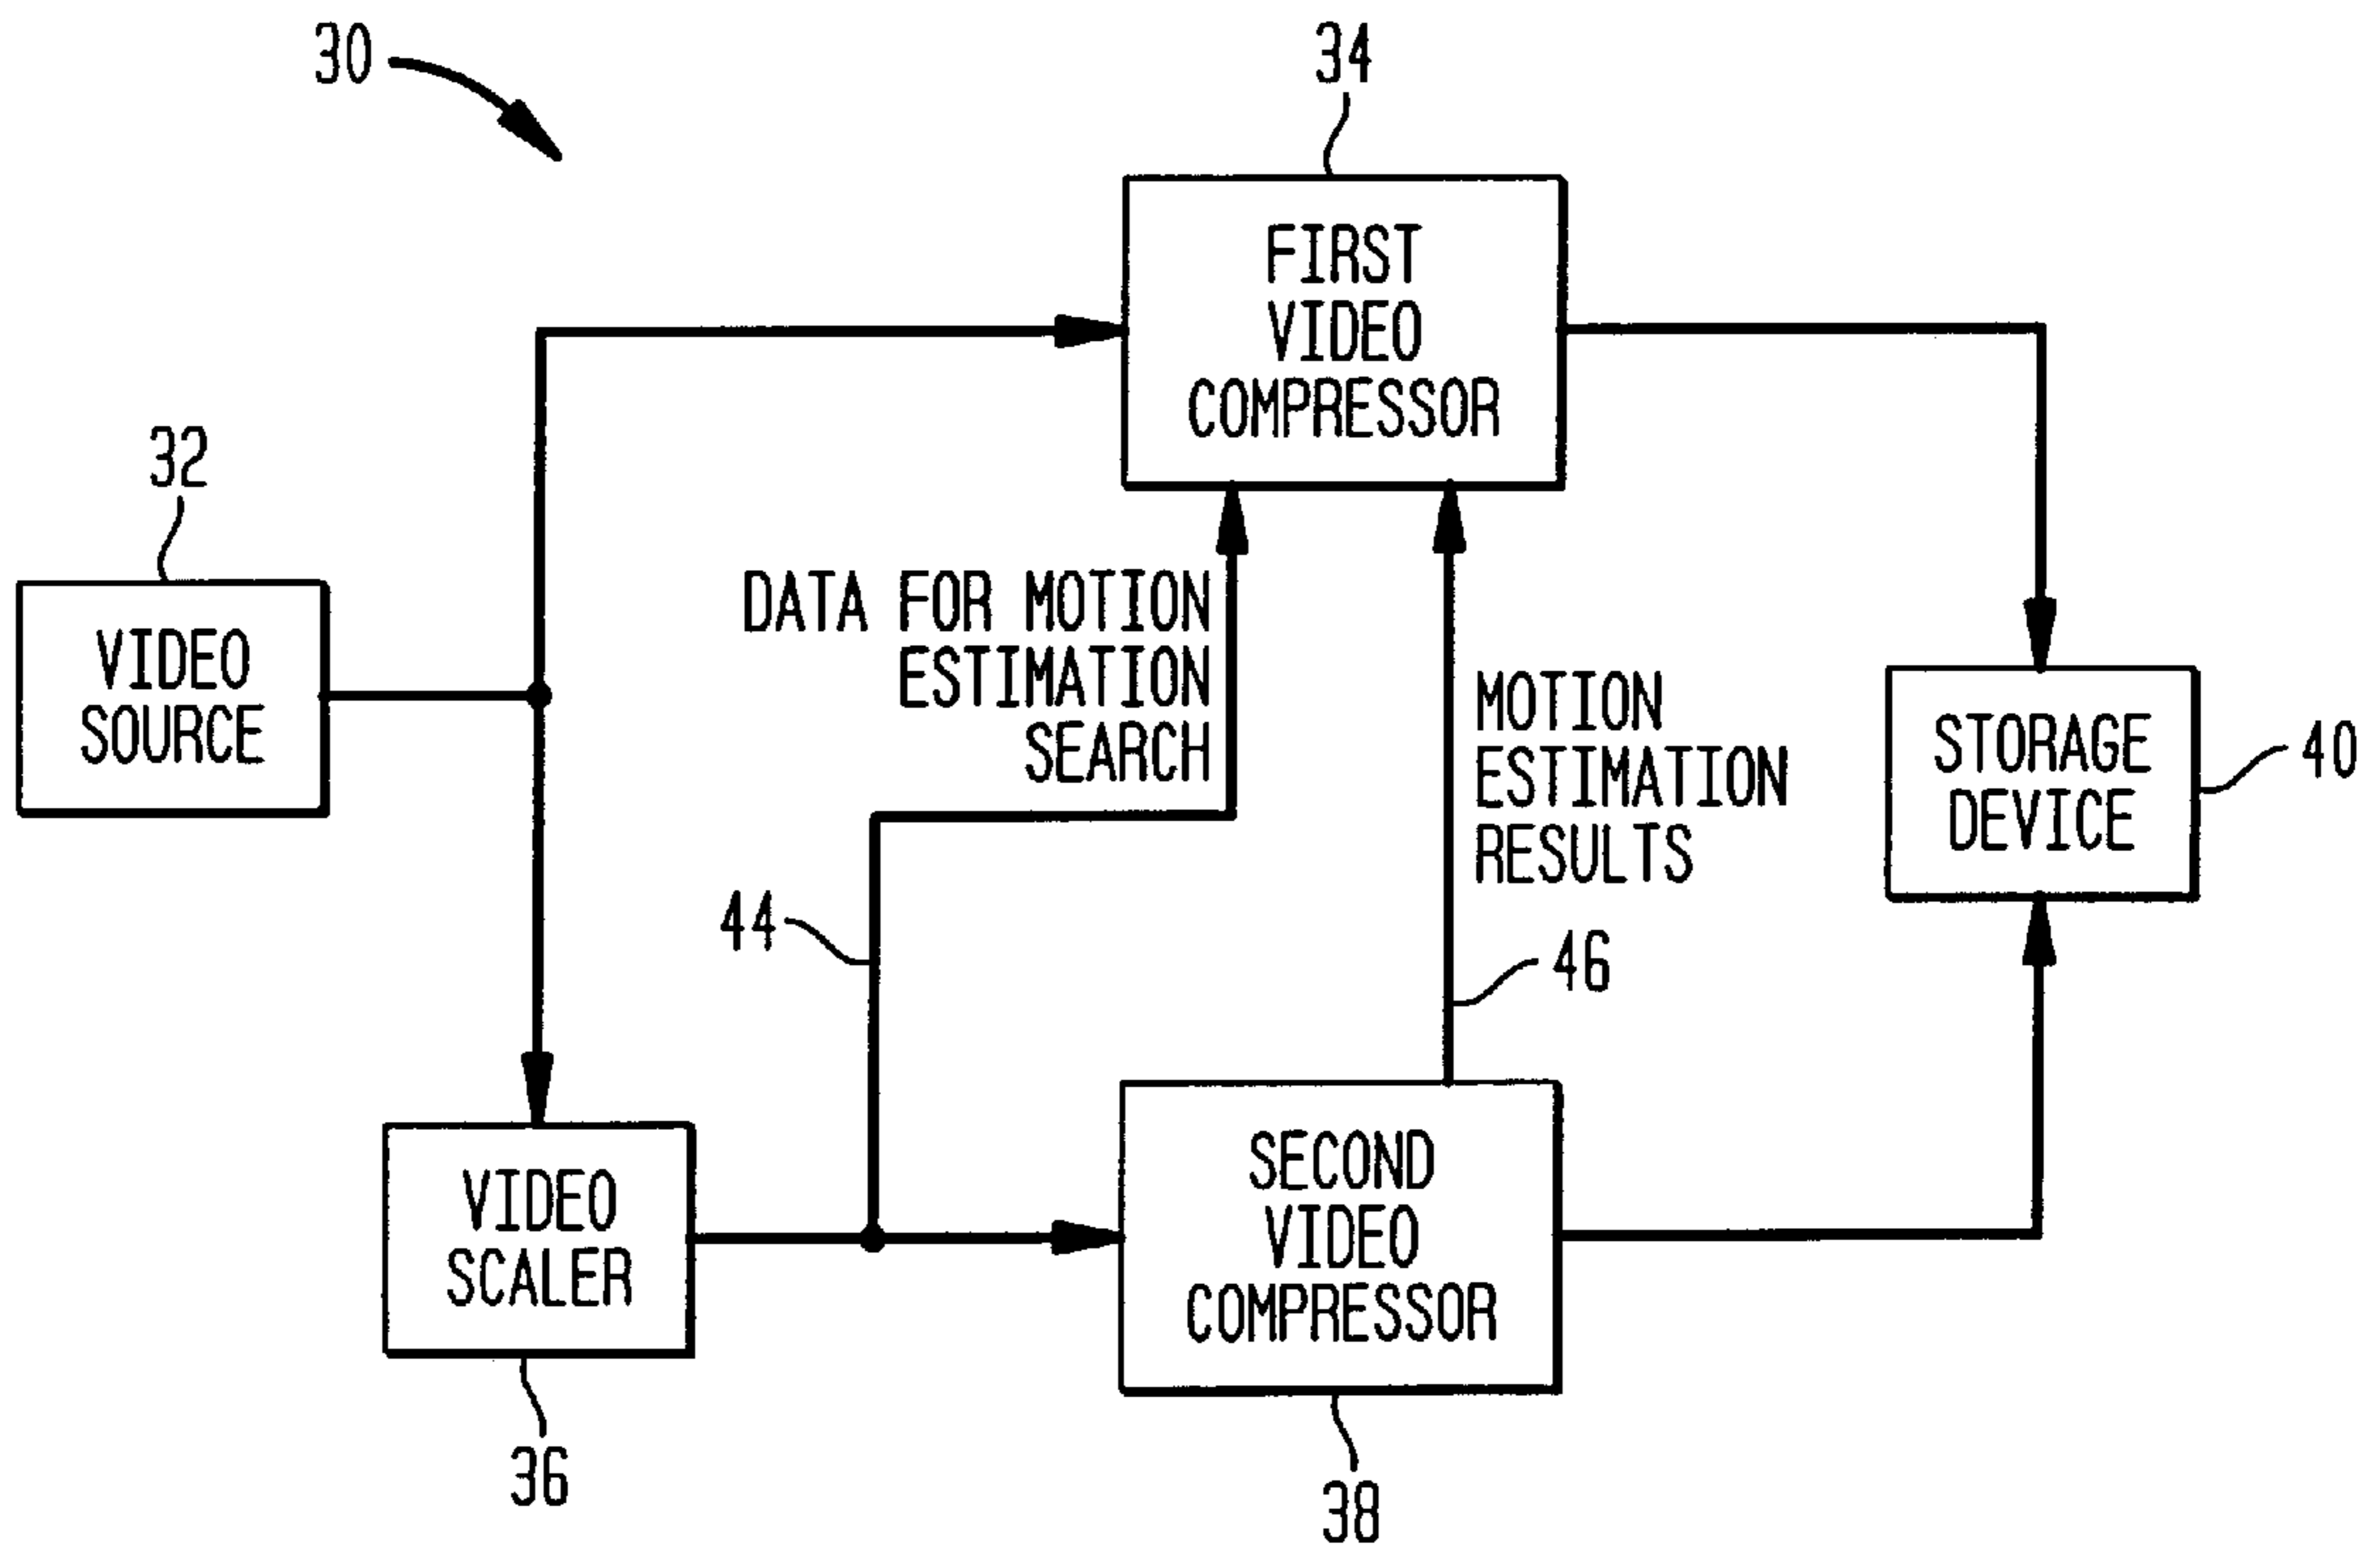 30
34
FIRST
VIDEO
COMPRESSOR
32
VIDEO
SOURCE
DATA FOR MOTION
ESTIMATION
SEARCH
MOTION
ESTIMATION
RESULTS
STORAGE
DEVICE
40
44
46
VIDEO
SCALER
36
SECOND
VIDEO
COMPRESSOR
38